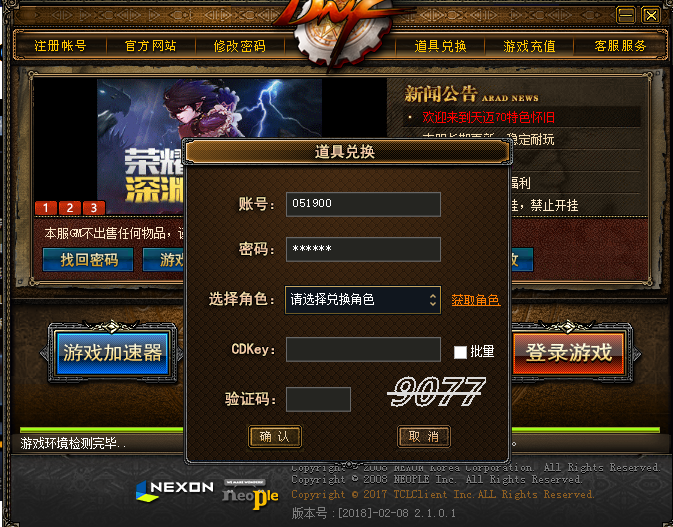 DNF
注册帐号 官方网站 修改密码 道具兑换 游戏充值 客服服务
新闻公告 ARAD NEWS
· 欢迎来到天迈70特色怀旧
稳定耐玩
荣耀
深渊
福利
挂，禁止开挂
1 2 3
本服GM不出售任何物品，
找回密码 游戏
道具兑换
账号： 051900
密码： ******
选择角色： 请选择兑换角色 获取角色
CDKey： 批量
验证码： 9077
确认 取消
游戏加速器
登录游戏
游戏环境检测完毕..
NEXON
neople
Copyright © 2008 NEXON Korea Corporation. All Rights Reserved.
Copyright © 2008 NEOPLE Inc. All Rights Reserved.
Copyright © 2017 TCLClient Inc.ALL Rights Reserved.
版本号：[2018]-02-08 2.1.0.1